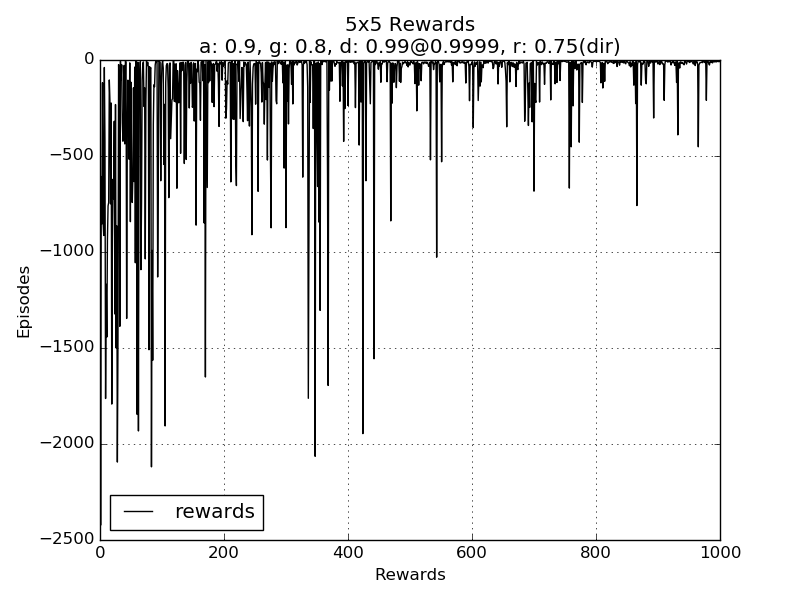 5x5 Rewards
a: 0.9, g: 0.8, d: 0.99@0.9999, r: 0.75(dir)
0
−500
−1000
−1500
−2000
−2500
Episodes
rewards
0 200 400 600 800 1000
Rewards